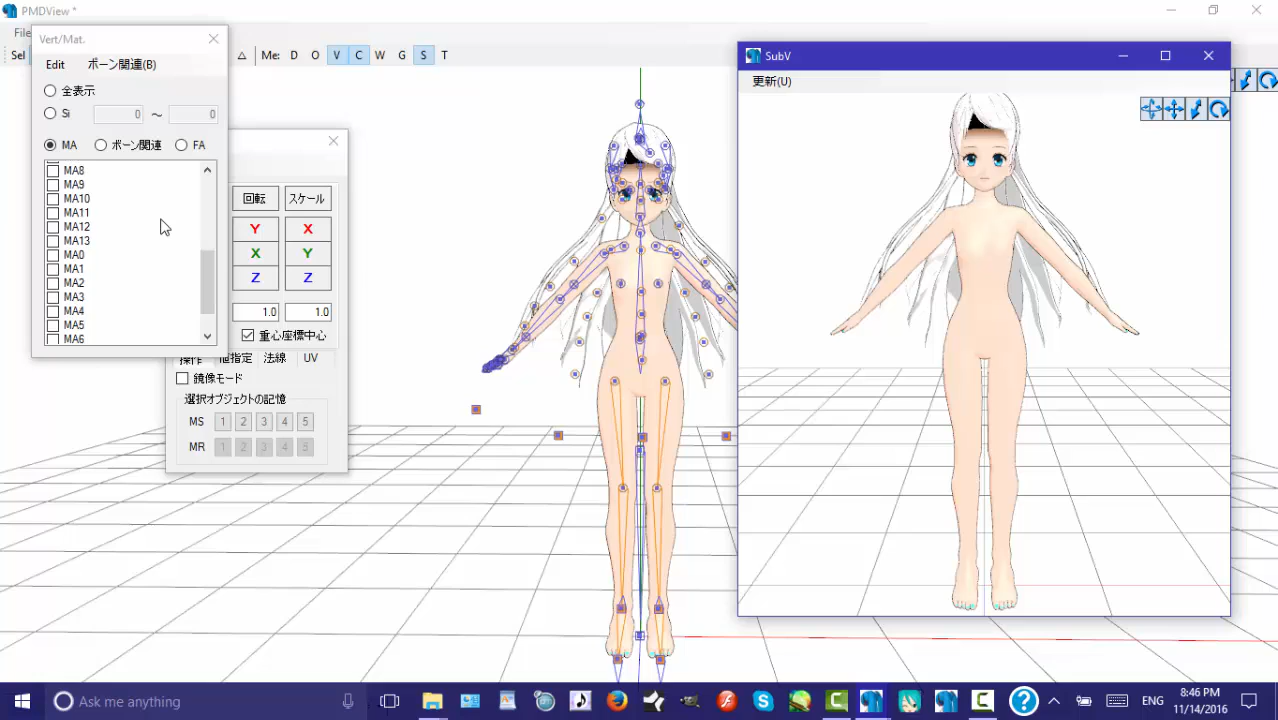 PMDView *
File
Vert/Mat.
Edit ボーン関連(B)
全表示
Si 0 ～ 0
MA ボーン関連 FA
MA8
MA9
MA10
MA11
MA12
MA13
MA0
MA1
MA2
MA3
MA4
MA5
MA6
Sel
Me: D O V C W G S T
回転 スケール
Y X
X Y
Z Z
1.0 1.0
重心座標中心
法線 UV
鏡像モード
選択オブジェクトの記憶
MS 1 2 3 4 5
MR 1 2 3 4 5
SubV
更新(U)
Ask me anything
ENG
8:46 PM
11/14/2016